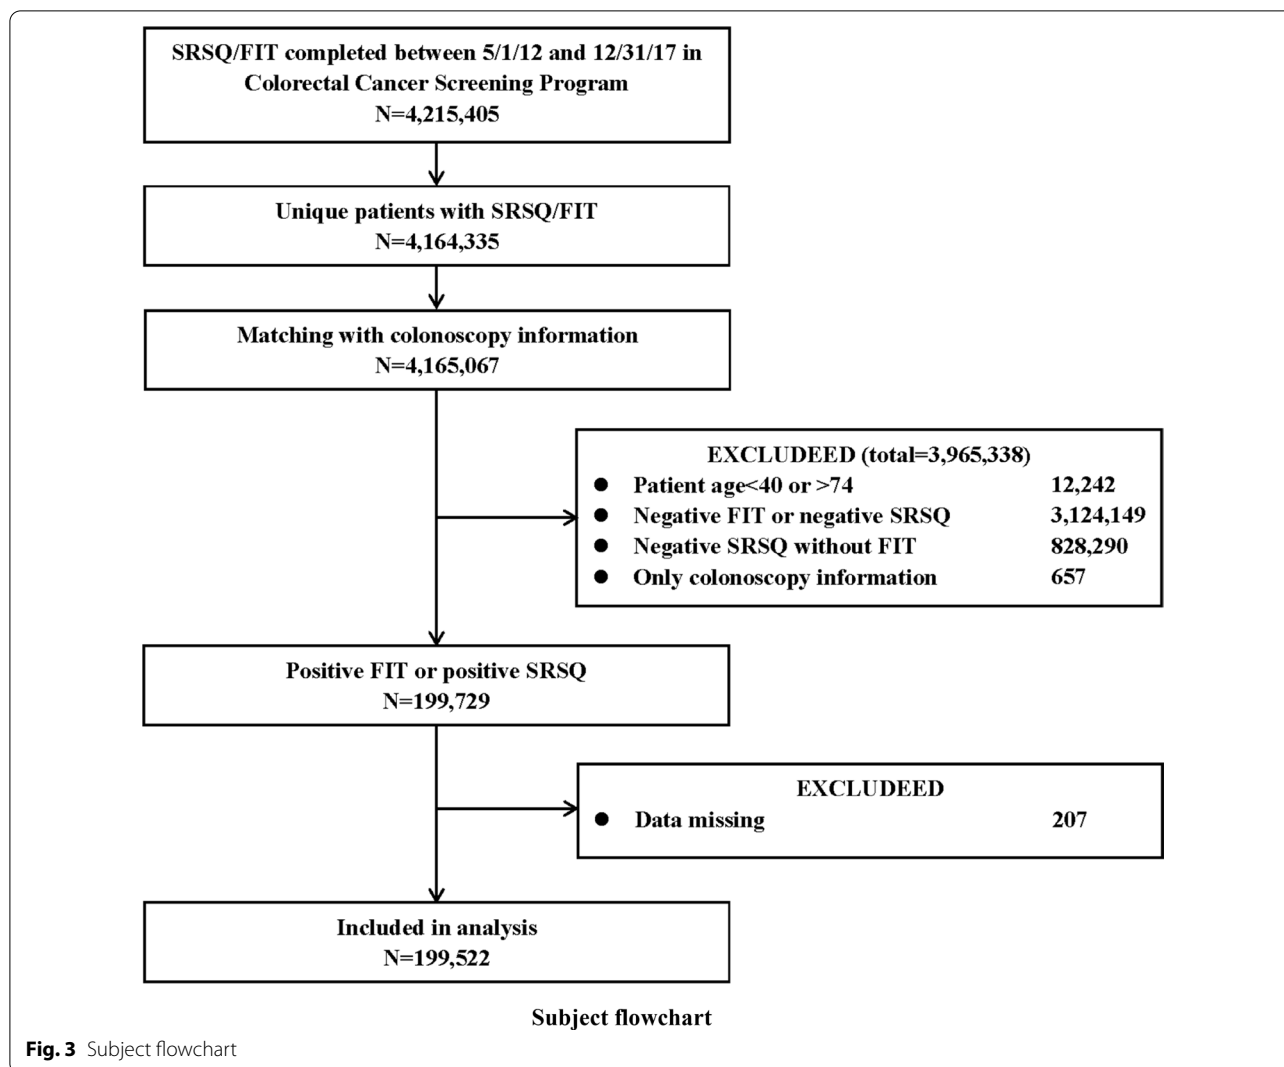 SRSQ/FIT completed between 5/1/12 and 12/31/17 in
Colorectal Cancer Screening Program
N=4,215,405
Unique patients with SRSQ/FIT
N=4,164,335
Matching with colonoscopy information
N=4,165,067
EXCLUDEED (total=3,965,338)
● Patient age<40 or >74 12,242
● Negative FIT or negative SRSQ 3,124,149
● Negative SRSQ without FIT 828,290
● Only colonoscopy information 657
Positive FIT or positive SRSQ
N=199,729
EXCLUDEED
● Data missing 207
Included in analysis
N=199,522
Subject flowchart
Fig. 3 Subject flowchart